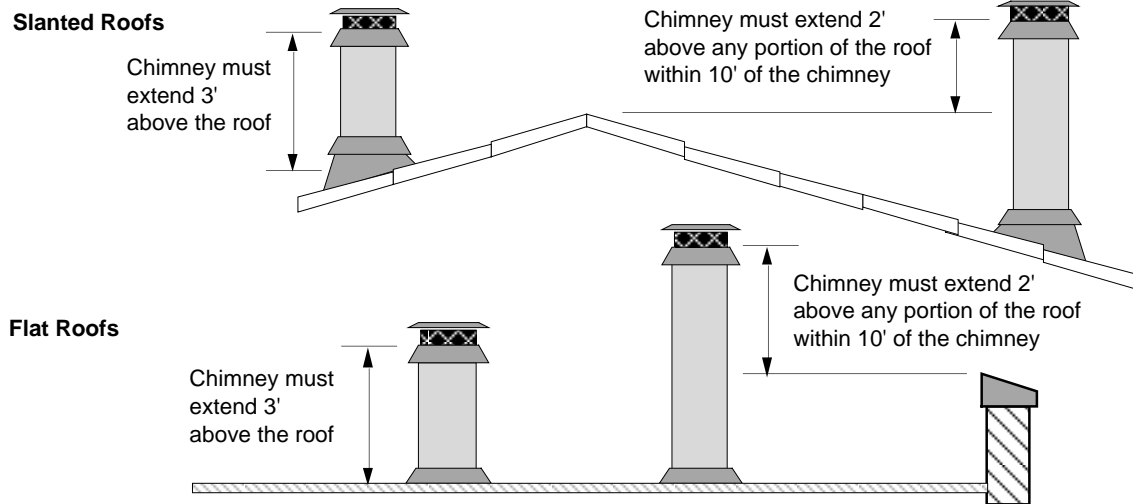 Slanted Roofs
Chimney must
extend 3'
above the roof
Chimney must extend 2'
above any portion of the roof
within 10' of the chimney
Flat Roofs
Chimney must
extend 3'
above the roof
Chimney must extend 2'
above any portion of the roof
within 10' of the chimney